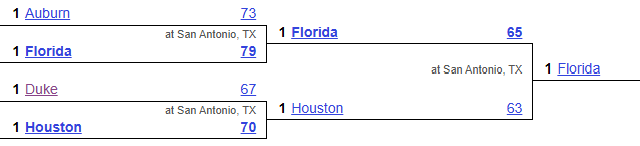 1 Auburn 73
at San Antonio, TX
1 Florida 79
1 Duke 67
at San Antonio, TX
1 Houston 70
1 Florida 65
at San Antonio, TX
1 Houston 63
1 Florida